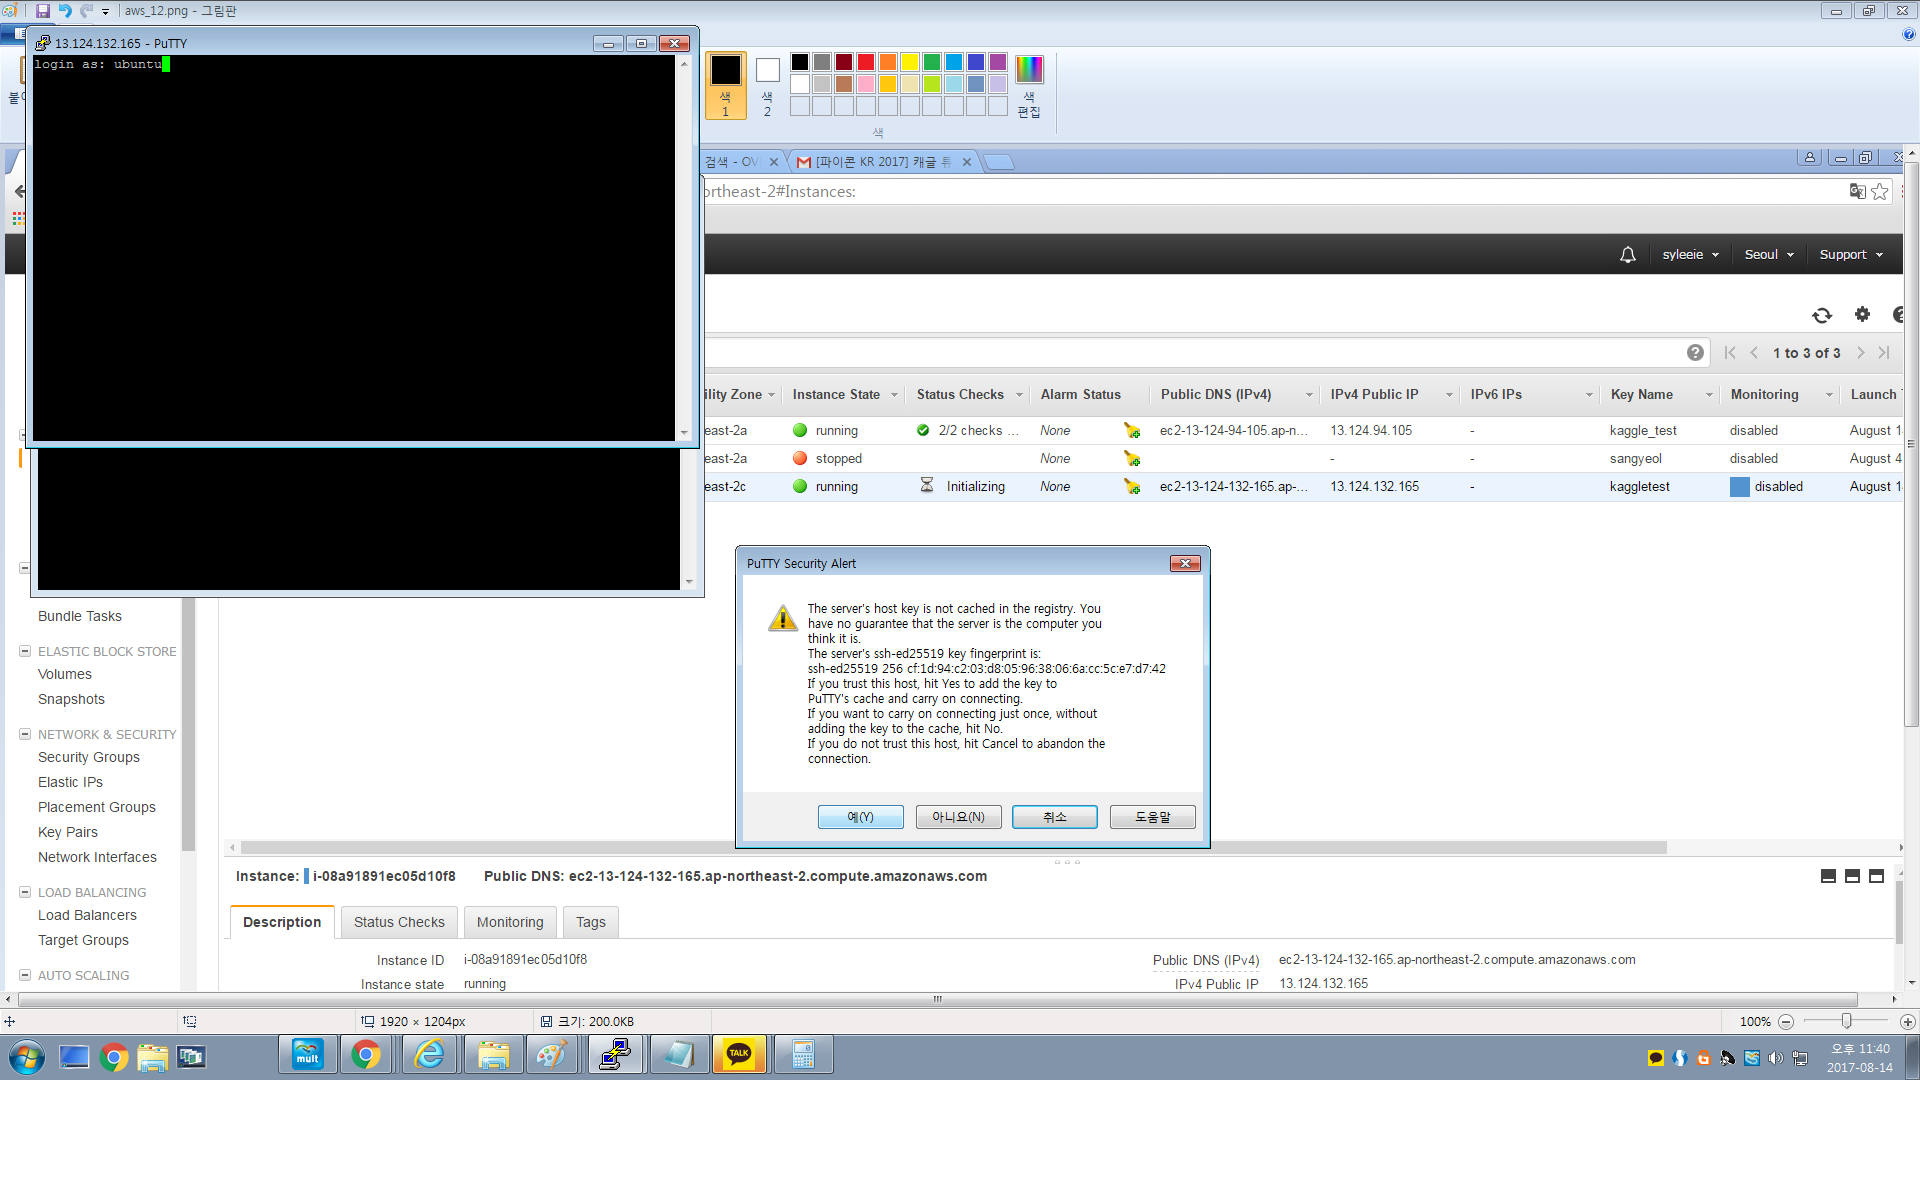 aws_12.png - 그림판
13.124.132.165 - PuTTY
login as: ubuntu
색
1
색
2
색
편집
색
검색 - OV
[파이콘 KR 2017] 캐글 튜
ortheast-2#Instances:
syleeie
Seoul
Support
1 to 3 of 3
ility Zone
Instance State
Status Checks
Alarm Status
Public DNS (IPv4)
IPv4 Public IP
IPv6 IPs
Key Name
Monitoring
Launch
east-2a
running
2/2 checks ...
None
ec2-13-124-94-105.ap-n...
13.124.94.105
-
kaggle_test
disabled
August 1
east-2a
stopped
None
-
-
sangyeol
disabled
August 4
east-2c
running
Initializing
None
ec2-13-124-132-165.ap-...
13.124.132.165
-
kaggletest
disabled
August 1
PuTTY Security Alert
The server's host key is not cached in the registry. You
have no guarantee that the server is the computer you
think it is.
The server's ssh-ed25519 key fingerprint is:
ssh-ed25519 256 cf:1d:94:c2:03:d8:05:96:38:06:6a:cc:5c:e7:d7:42
If you trust this host, hit Yes to add the key to
PuTTY's cache and carry on connecting.
If you want to carry on connecting just once, without
adding the key to the cache, hit No.
If you do not trust this host, hit Cancel to abandon the
connection.
예(Y)
아니요(N)
취소
도움말
Bundle Tasks
ELASTIC BLOCK STORE
Volumes
Snapshots
NETWORK & SECURITY
Security Groups
Elastic IPs
Placement Groups
Key Pairs
Network Interfaces
LOAD BALANCING
Load Balancers
Target Groups
AUTO SCALING
Instance: i-08a91891ec05d10f8 Public DNS: ec2-13-124-132-165.ap-northeast-2.compute.amazonaws.com
Description
Status Checks
Monitoring
Tags
Instance ID i-08a91891ec05d10f8
Public DNS (IPv4) ec2-13-124-132-165.ap-northeast-2.compute.amazonaws.com
Instance state running
IPv4 Public IP 13.124.132.165
1920 × 1204px
크기: 200.0KB
100%
mult
TALK
오후 11:40
2017-08-14